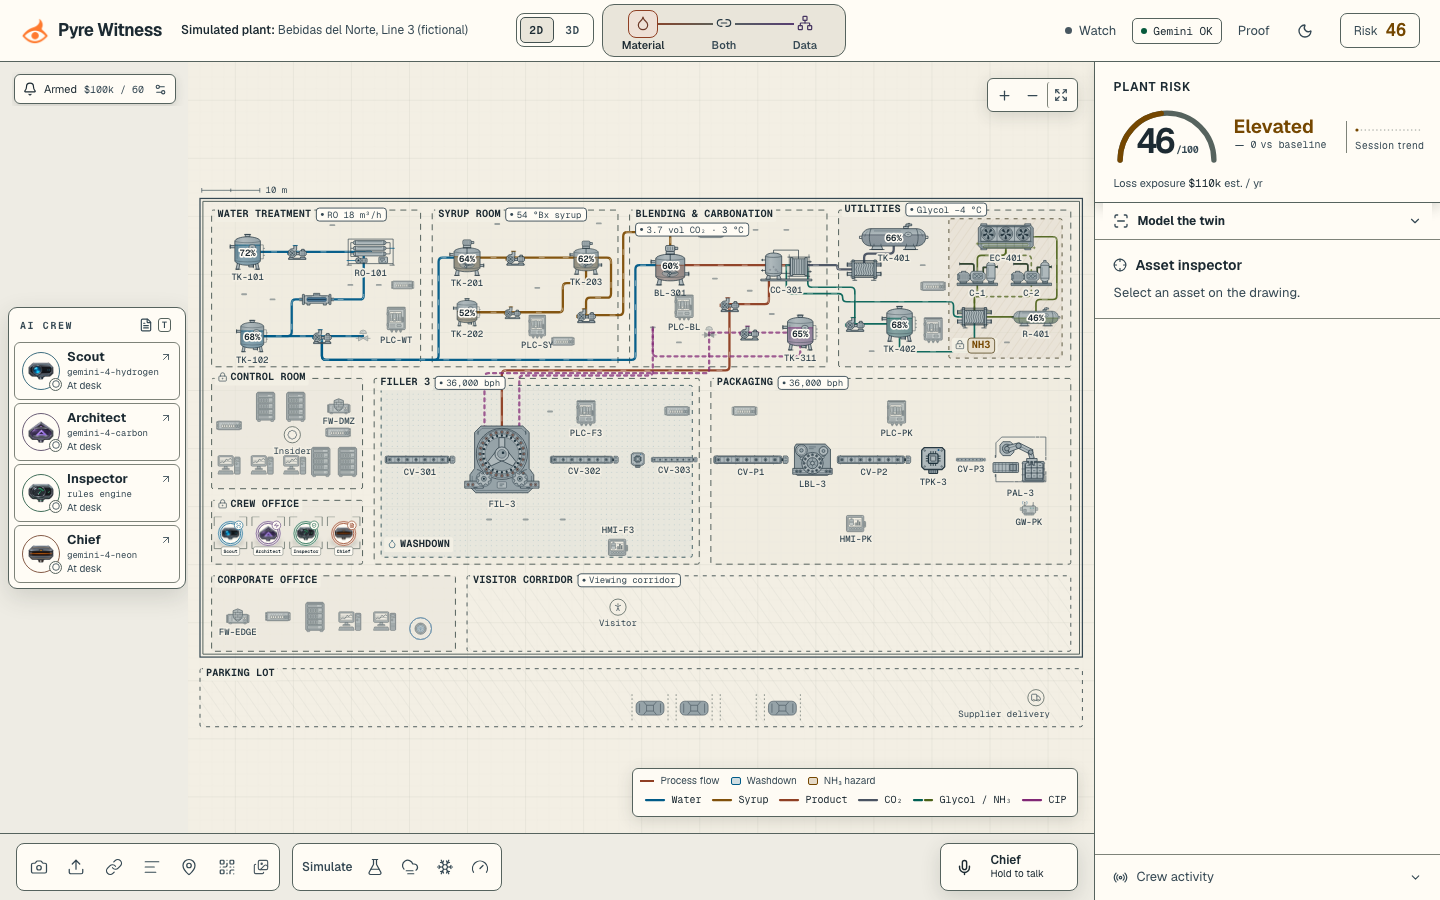 Pyre Witness
Simulated plant: Bebidas del Norte, Line 3 (fictional)
2D 3D
Material Both Data
Watch
Gemini OK
Proof
Risk 46
Armed $100k / 60
AI CREW
T
Scout
gemini-4-hydrogen
At desk
Architect
gemini-4-carbon
At desk
Inspector
rules engine
At desk
Chief
gemini-4-neon
At desk
10 m
WATER TREATMENT
RO 18 m³/h
72%
TK-101
RO-101
68%
TK-102
PLC-WT
SYRUP ROOM
54 °Bx syrup
64%
TK-201
62%
TK-203
52%
TK-202
PLC-SY
BLENDING & CARBONATION
3.7 vol CO₂ · 3 °C
60%
BL-301
CC-301
PLC-BL
65%
TK-311
UTILITIES
Glycol −4 °C
66%
TK-401
EC-401
C-1
C-2
68%
TK-402
46%
R-401
NH3
CONTROL ROOM
FW-DMZ
Insider
CREW OFFICE
Scout
Architect
Inspector
Chief
FILLER 3
36,000 bph
PLC-F3
CV-301
CV-302
CV-303
FIL-3
HMI-F3
WASHDOWN
PACKAGING
36,000 bph
PLC-PK
CV-P1
LBL-3
CV-P2
TPK-3
CV-P3
PAL-3
GW-PK
HMI-PK
CORPORATE OFFICE
FW-EDGE
VISITOR CORRIDOR
Viewing corridor
Visitor
PARKING LOT
Supplier delivery
Process flow Washdown NH₃ hazard
Water Syrup Product CO₂ Glycol / NH₃ CIP
Simulate
Chief
Hold to talk
PLANT RISK
46 /100
Elevated
— 0 vs baseline
Session trend
Loss exposure $110k est. / yr
Model the twin
Asset inspector
Select an asset on the drawing.
Crew activity